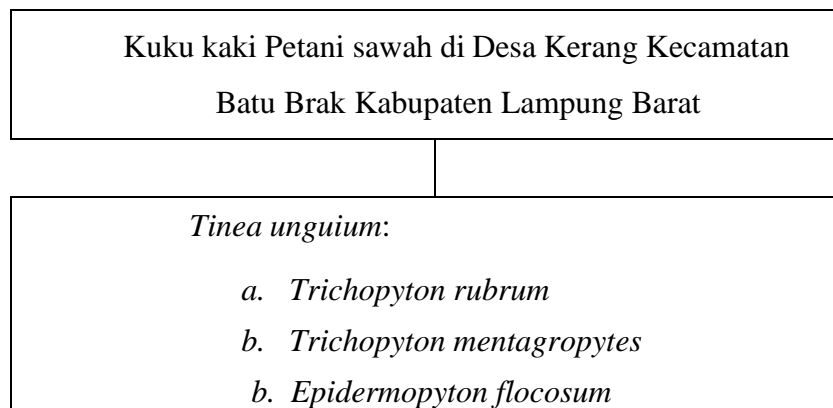 Kuku kaki Petani sawah di Desa Kerang Kecamatan
Batu Brak Kabupaten Lampung Barat
Tinea unguium:
a. Trichopyton rubrum
b. Trichopyton mentagropytes
b. Epidermopyton flocosum